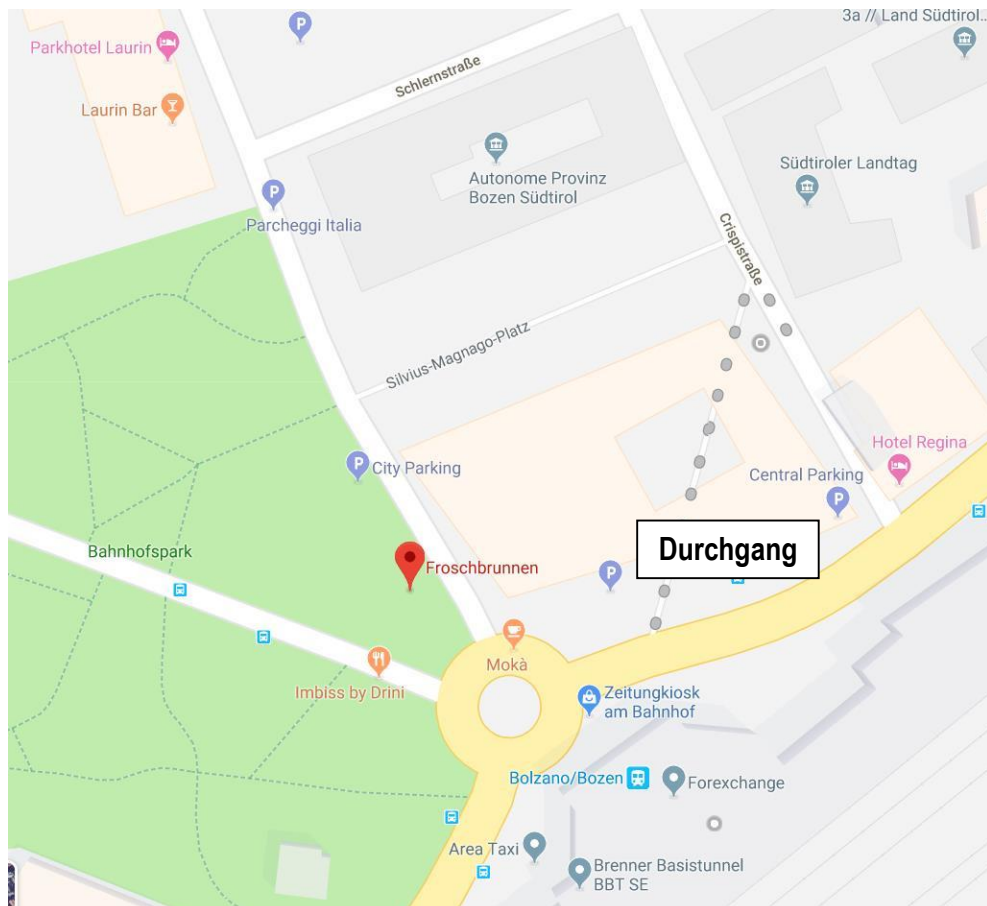 3a // Land Südtirol...
Parkhotel Laurin
Schlernstraße
Laurin Bar
Südtiroler Landtag
Autonome Provinz
Bozen Südtirol
Parcheggi Italia
Crispistraße
Silvius-Magnago-Platz
Hotel Regina
City Parking
Central Parking
Durchgang
Bahnhofspark
Froschbrunnen
Mokà
Imbiss by Drini
Zeitungkiosk
am Bahnhof
Bolzano/Bozen
Forexchange
Area Taxi
Brenner Basistunnel
BBT SE